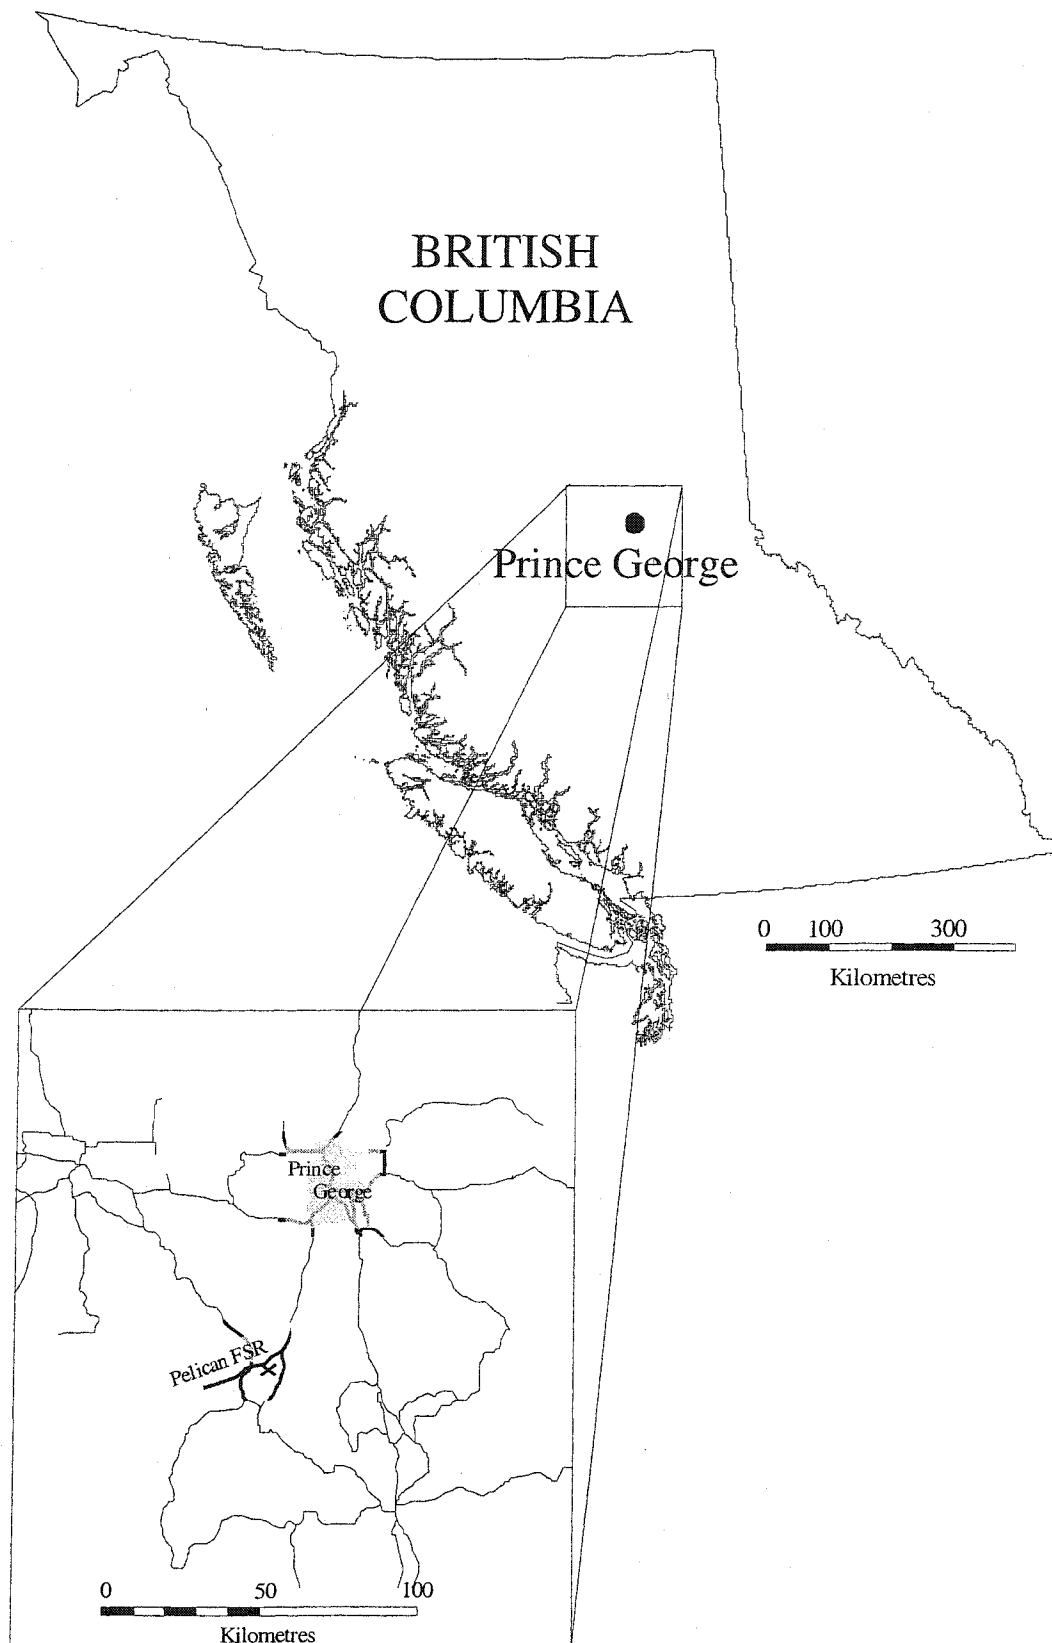 BRITISH
COLUMBIA
Prince George
0 100 300
Kilometres
Prince
George
Pelican FSR
0 50 100
Kilometres